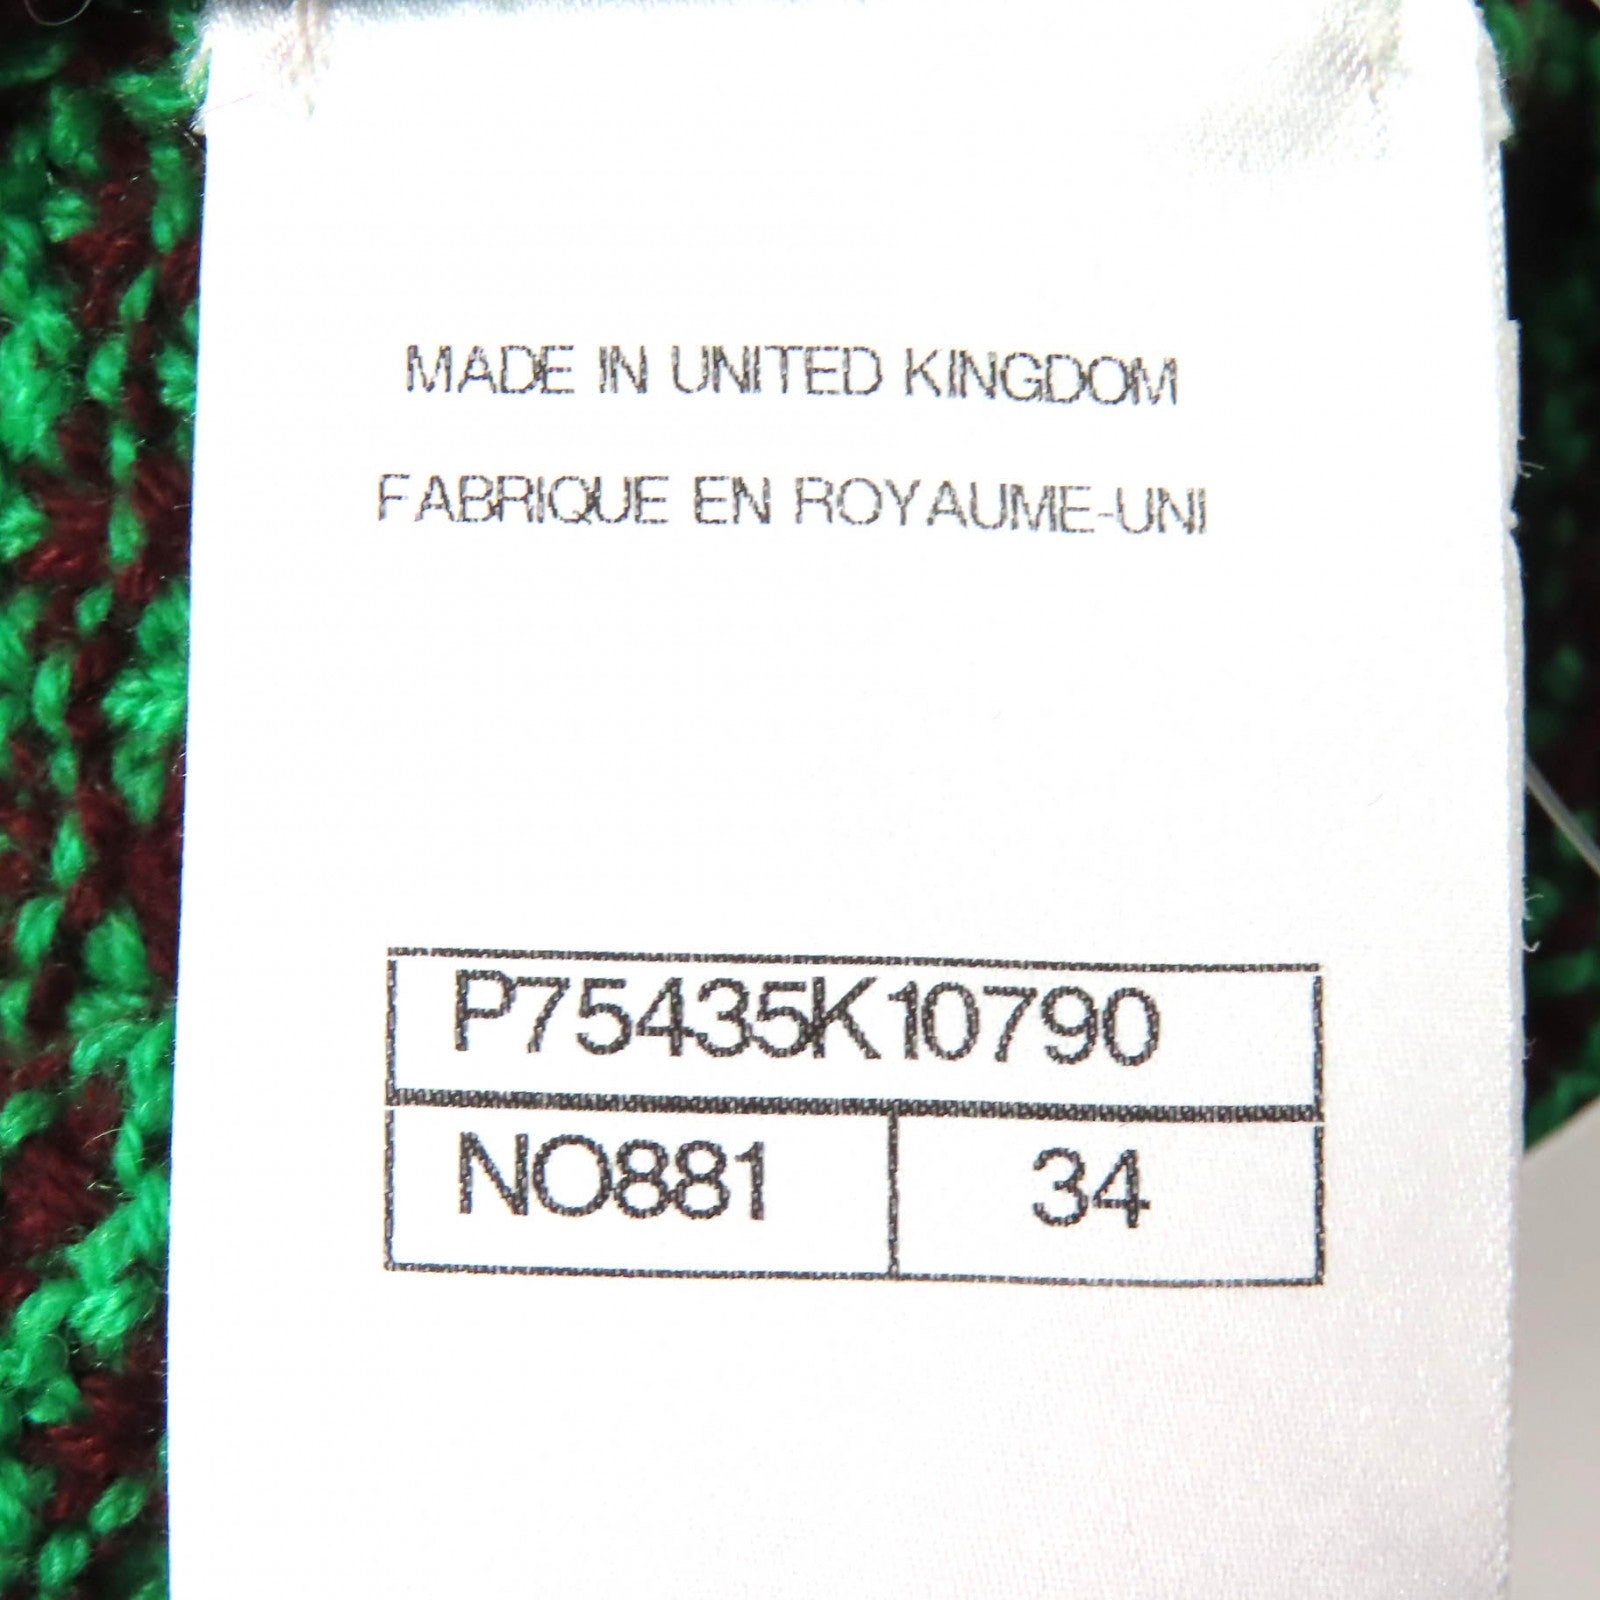 MADE IN UNITED KINGDOM
FABRIQUE EN ROYAUME-UNI
P75435K10790
NO881 34